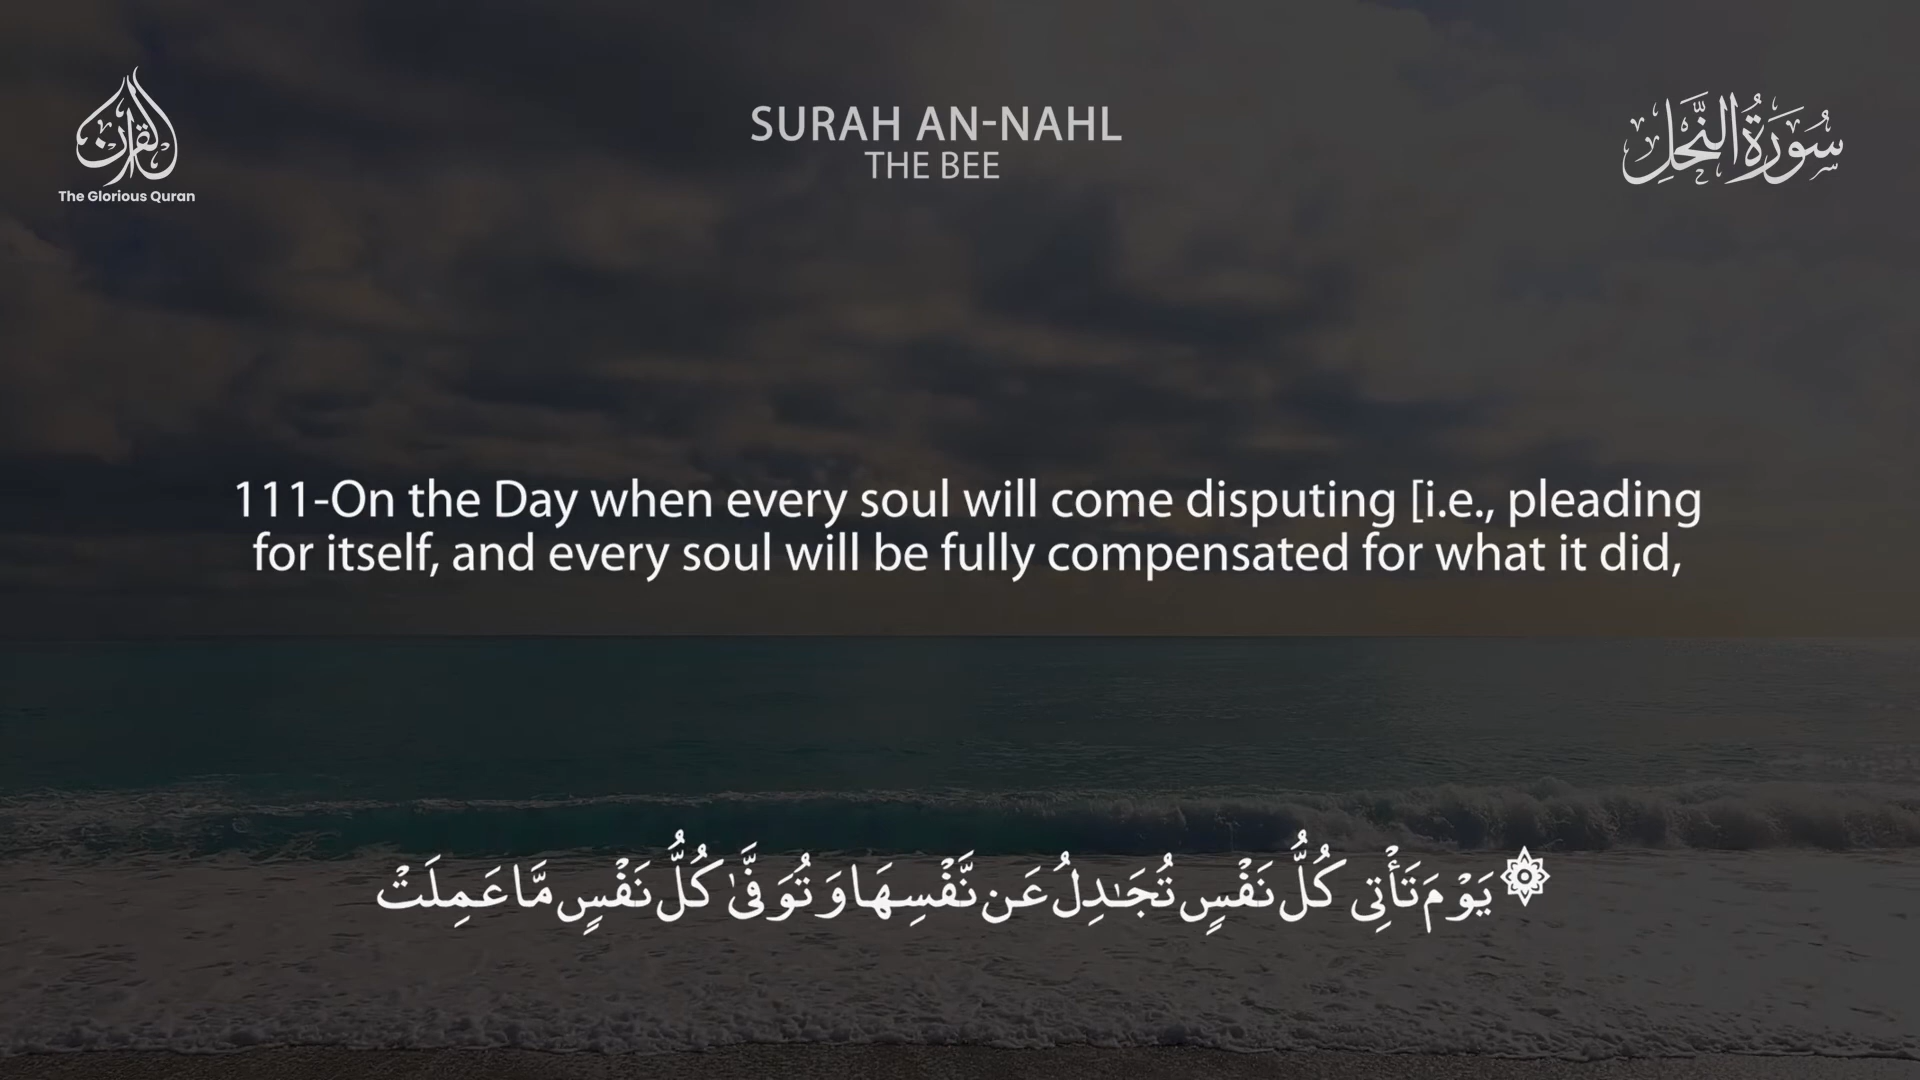 القرآن
The Glorious Quran
SURAH AN-NAHL
THE BEE
سُورَةُ النَّحْلِ
111-On the Day when every soul will come disputing [i.e., pleading
for itself, and every soul will be fully compensated for what it did,
۞ يَوْمَ تَأْتِى كُلُّ نَفْسٍ تُجَـٰدِلُ عَن نَّفْسِهَا وَتُوَفَّىٰ كُلُّ نَفْسٍ مَّا عَمِلَتْ